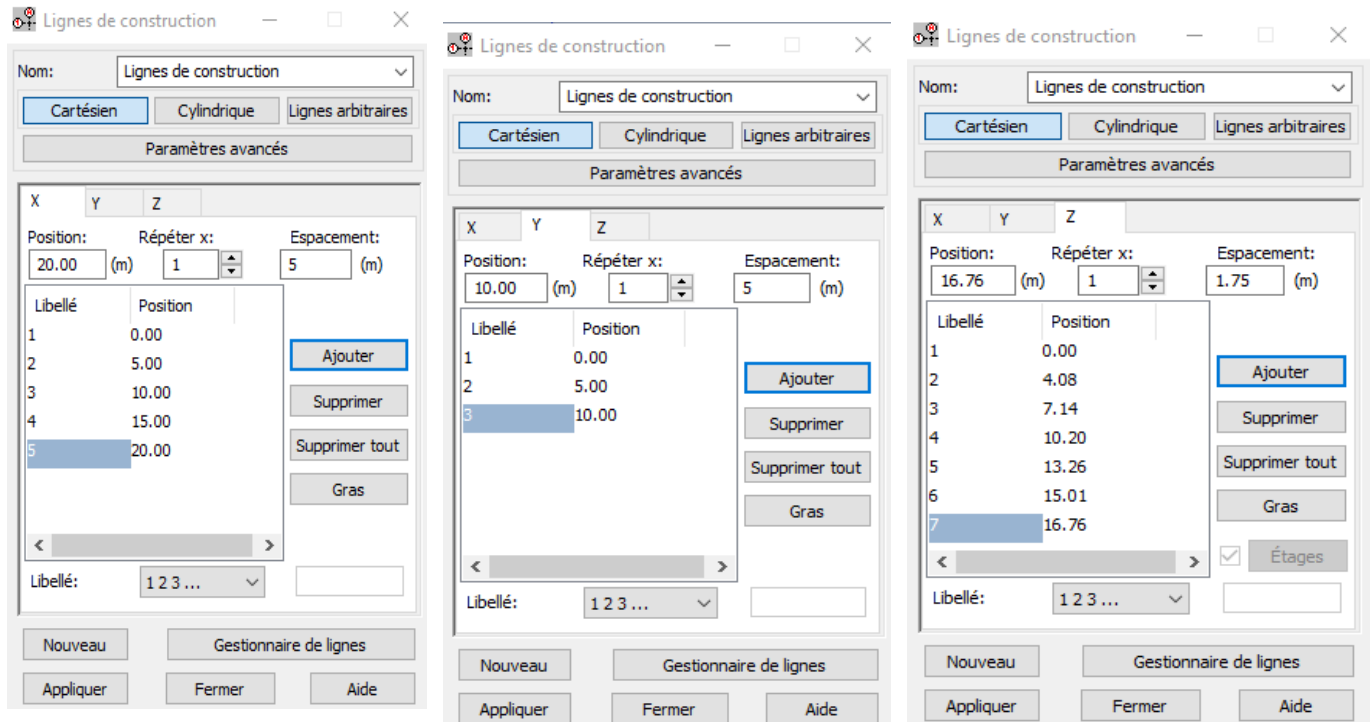 Lignes de construction
Nom: Lignes de construction
Cartésien Cylindrique Lignes arbitraires
Paramètres avancés
X Y Z
Position: Répéter x: Espacement:
20.00 (m) 1 5 (m)
Libellé Position
1 0.00
2 5.00
3 10.00
4 15.00
5 20.00
Ajouter
Supprimer
Supprimer tout
Gras
Libellé: 1 2 3 ...
Nouveau Gestionnaire de lignes
Appliquer Fermer Aide
Lignes de construction
Nom: Lignes de construction
Cartésien Cylindrique Lignes arbitraires
Paramètres avancés
X Y Z
Position: Répéter x: Espacement:
10.00 (m) 1 5 (m)
Libellé Position
1 0.00
2 5.00
3 10.00
Ajouter
Supprimer
Supprimer tout
Gras
Libellé: 1 2 3 ...
Nouveau Gestionnaire de lignes
Appliquer Fermer Aide
Lignes de construction
Nom: Lignes de construction
Cartésien Cylindrique Lignes arbitraires
Paramètres avancés
X Y Z
Position: Répéter x: Espacement:
16.76 (m) 1 1.75 (m)
Libellé Position
1 0.00
2 4.08
3 7.14
4 10.20
5 13.26
6 15.01
7 16.76
Ajouter
Supprimer
Supprimer tout
Gras
Étages
Libellé: 1 2 3 ...
Nouveau Gestionnaire de lignes
Appliquer Fermer Aide